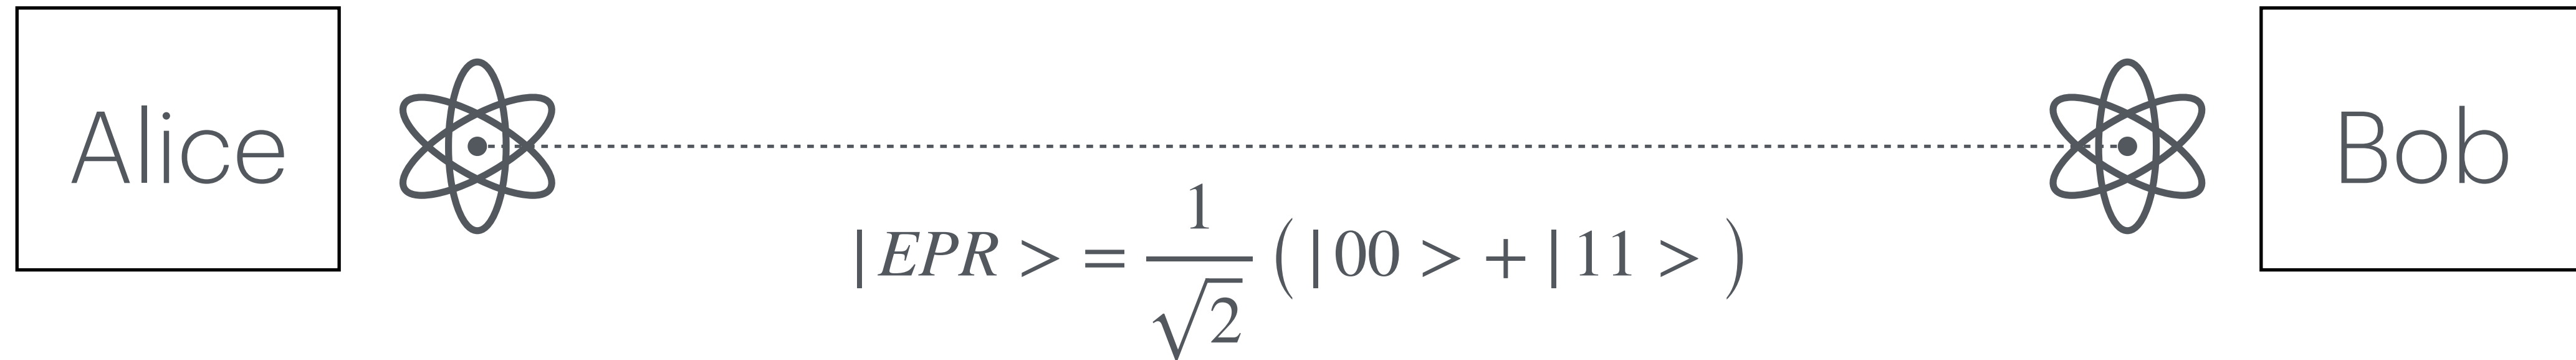 Alice
Bob
|EPR > = 1/√2 ( |00 > + |11 > )